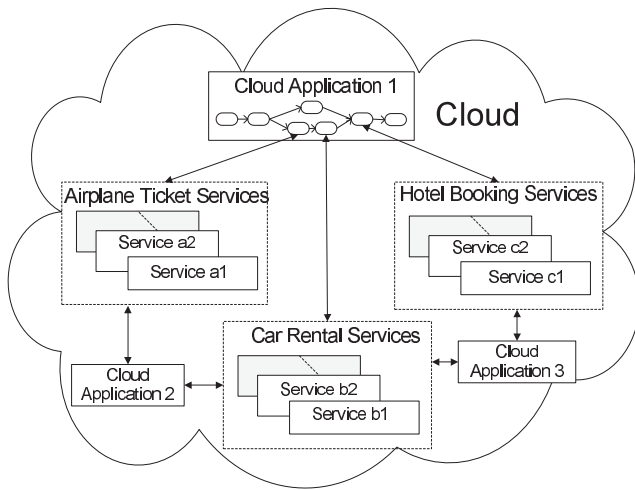 Cloud Application 1
Cloud
Airplane Ticket Services
Service a2
Service a1
Hotel Booking Services
Service c2
Service c1
Car Rental Services
Service b2
Service b1
Cloud
Application 2
Cloud
Application 3